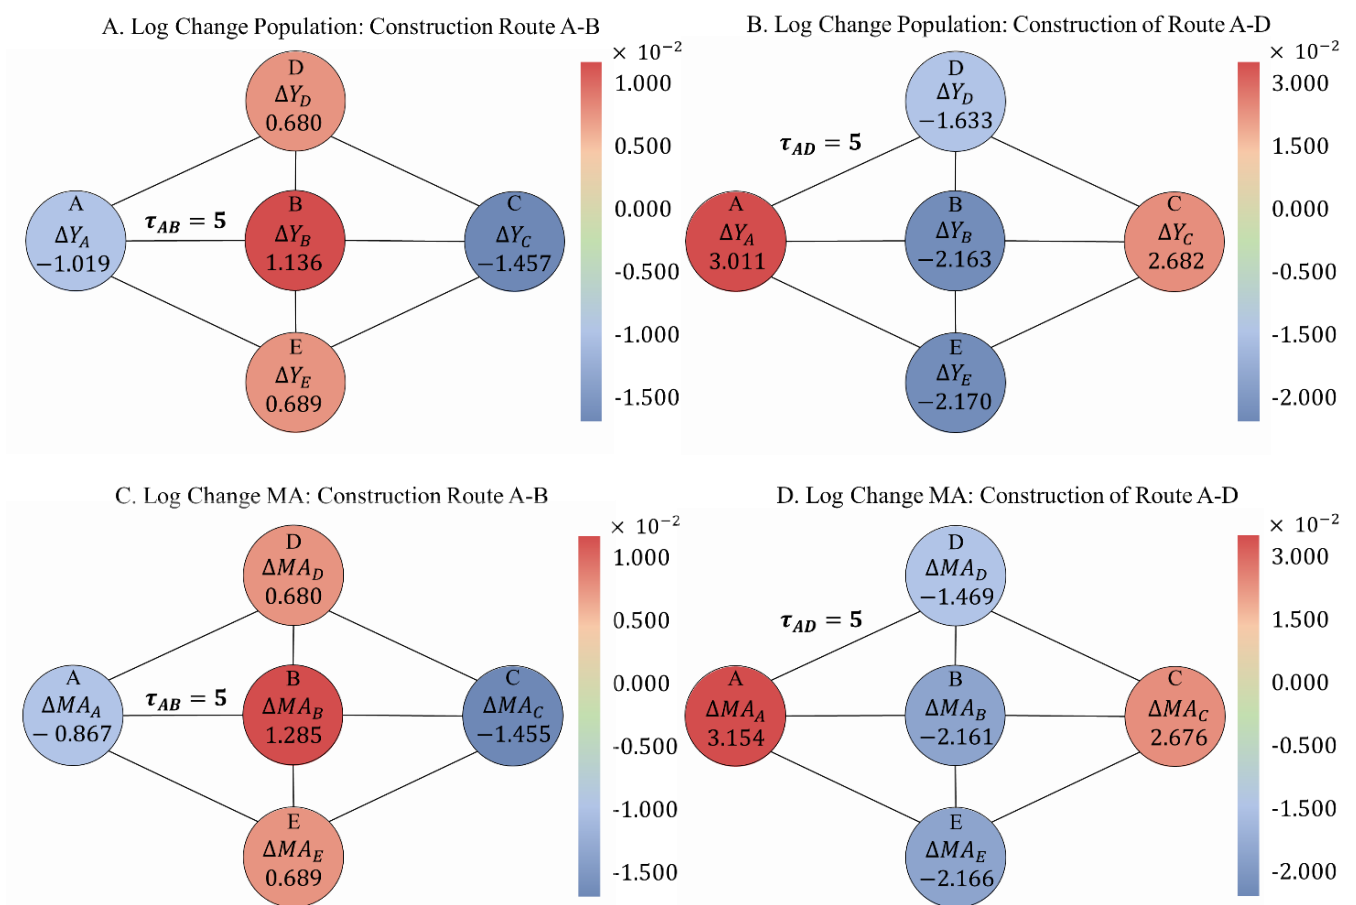 A. Log Change Population: Construction Route A-B
× 10⁻²
1.000
0.500
0.000
-0.500
-1.000
-1.500
D
ΔY_D
0.680
A
ΔY_A
−1.019
τ_AB = 5
B
ΔY_B
1.136
C
ΔY_C
−1.457
E
ΔY_E
0.689
B. Log Change Population: Construction of Route A-D
× 10⁻²
3.000
1.500
0.000
-0.500
-1.500
-2.000
D
ΔY_D
−1.633
τ_AD = 5
A
ΔY_A
3.011
B
ΔY_B
−2.163
C
ΔY_C
2.682
E
ΔY_E
−2.170
C. Log Change MA: Construction Route A-B
× 10⁻²
1.000
0.500
0.000
-0.500
-1.000
-1.500
D
ΔMA_D
0.680
A
ΔMA_A
− 0.867
τ_AB = 5
B
ΔMA_B
1.285
C
ΔMA_C
−1.455
E
ΔMA_E
0.689
D. Log Change MA: Construction of Route A-D
× 10⁻²
3.000
1.500
0.000
-0.500
-1.500
-2.000
D
ΔMA_D
−1.469
τ_AD = 5
A
ΔMA_A
3.154
B
ΔMA_B
−2.161
C
ΔMA_C
2.676
E
ΔMA_E
−2.166